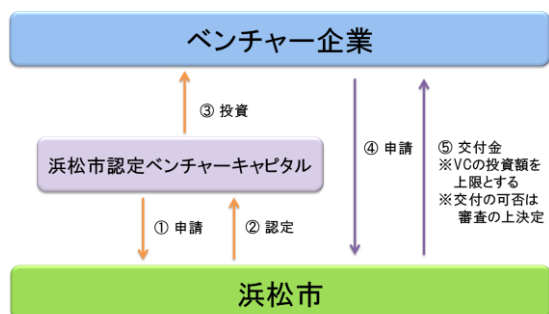 ベンチャー企業
③ 投資
浜松市認定ベンチャーキャピタル
① 申請
② 認定
④ 申請
⑤ 交付金
※VCの投資額を
上限とする
※交付の可否は
審査の上決定
浜松市